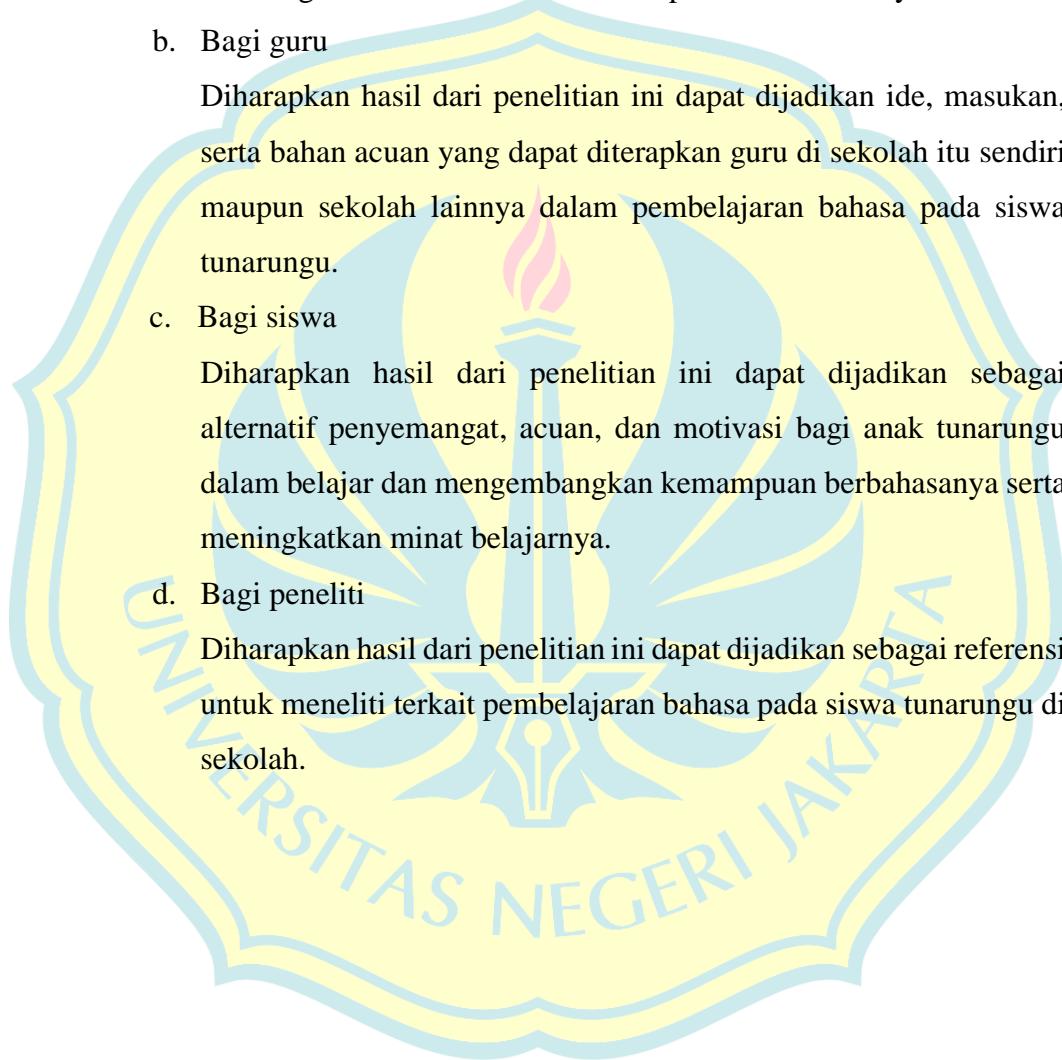 b. Bagi guru
Diharapkan hasil dari penelitian ini dapat dijadikan ide, masukan,
serta bahan acuan yang dapat diterapkan guru di sekolah itu sendiri
maupun sekolah lainnya dalam pembelajaran bahasa pada siswa
tunarungu.
c. Bagi siswa
Diharapkan hasil dari penelitian ini dapat dijadikan sebagai
alternatif penyemangat, acuan, dan motivasi bagi anak tunarungu
dalam belajar dan mengembangkan kemampuan berbahasanya serta
meningkatkan minat belajarnya.
d. Bagi peneliti
Diharapkan hasil dari penelitian ini dapat dijadikan sebagai referensi
untuk meneliti terkait pembelajaran bahasa pada siswa tunarungu di
sekolah.
UNIVERSITAS NEGERI JAKARTA